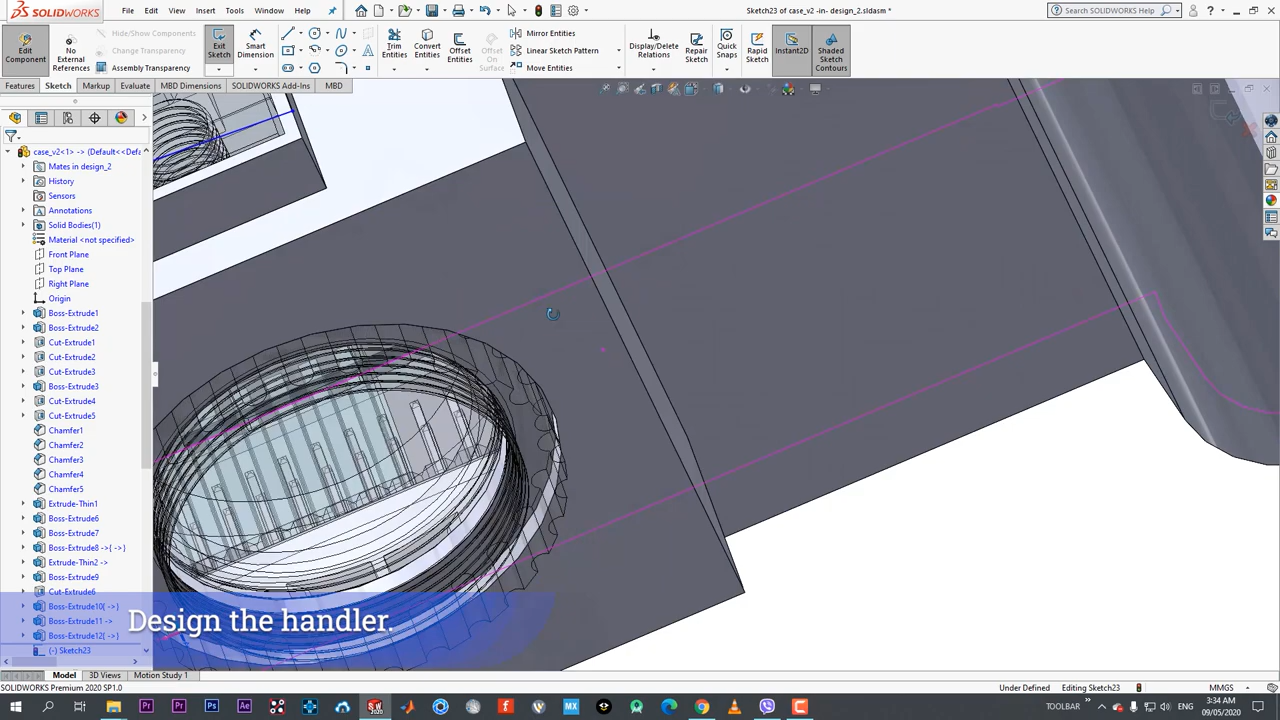 SOLIDWORKS
File Edit View Insert Tools Window Help
Sketch23 of case_v2 -in- design_2.sldasm *
Search SOLIDWORKS Help
Edit Component
No External References
Hide/Show Components
Change Transparency
Assembly Transparency
Exit Sketch
Smart Dimension
Trim Entities
Convert Entities
Offset Entities
Offset On Surface
Mirror Entities
Linear Sketch Pattern
Move Entities
Display/Delete Relations
Repair Sketch
Quick Snaps
Rapid Sketch
Instant2D
Shaded Sketch Contours
Features Sketch Markup Evaluate MBD Dimensions SOLIDWORKS Add-Ins MBD
case_v2<1> -> (Default<<Defa
Mates in design_2
History
Sensors
Annotations
Solid Bodies(1)
Material <not specified>
Front Plane
Top Plane
Right Plane
Origin
Boss-Extrude1
Boss-Extrude2
Cut-Extrude1
Cut-Extrude2
Cut-Extrude3
Boss-Extrude3
Cut-Extrude4
Cut-Extrude5
Chamfer1
Chamfer2
Chamfer3
Chamfer4
Chamfer5
Extrude-Thin1
Boss-Extrude6
Boss-Extrude7
Boss-Extrude8 ->{ ->}
Extrude-Thin2 ->
Boss-Extrude9
Cut-Extrude6
Boss-Extrude10{ ->}
Boss-Extrude11 ->
Boss-Extrude12{ ->}
(-) Sketch23
Design the handler.
Model 3D Views Motion Study 1
SOLIDWORKS Premium 2020 SP1.0
Under Defined Editing Sketch23 MMGS
TOOLBAR ENG 3:34 AM
09/05/2020